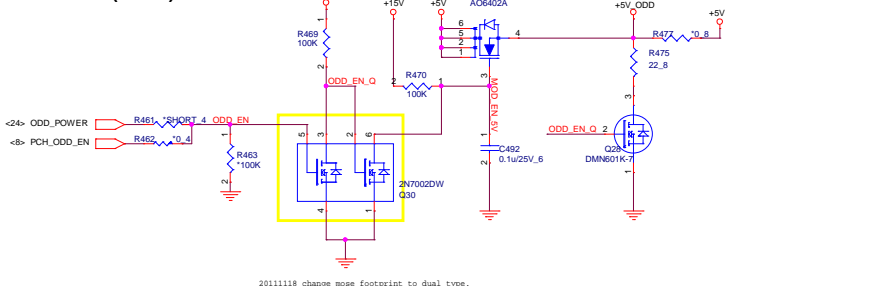 +15V
+5V
AO6402A
+5V_ODD
+5V
1
R469
100K
2
6
5
2
1
4
3
R477
*0_8
R475
22_8
ODD_EN_Q
2
R470
1
100K
MOD_EN_5V
3
<24> ODD_POWER
R461
*SHORT_4
ODD_EN
<8> PCH_ODD_EN
R462
*0_4
1
R463
*100K
2
5
3
2
6
2N7002DW
Q30
4
1
1
C492
2
0.1u/25V_6
ODD_EN_Q
2
Q28
DMN601K-7
1
20111118 change mose footprint to dual type.